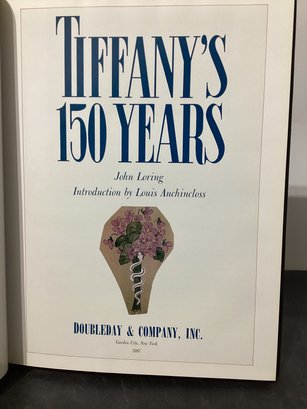 TIFFANY'S
150 YEARS
John Loring
Introduction by Louis Auchincloss
DOUBLEDAY & COMPANY, INC.
Garden City, New York
1987